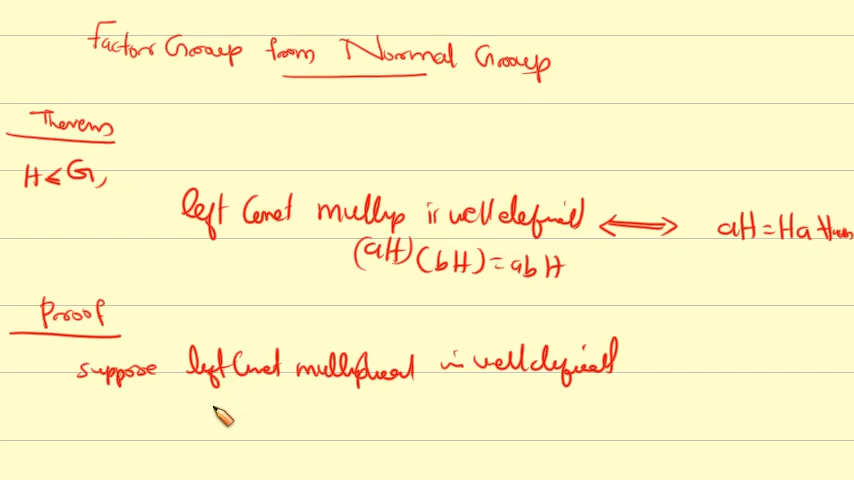 Factor Group from Normal Group
Theorem
H ≤ G,
left Coset multip is well defined ⟺ aH = Ha ∀
(aH)(bH) = abH
Proof
suppose left Coset is well defined